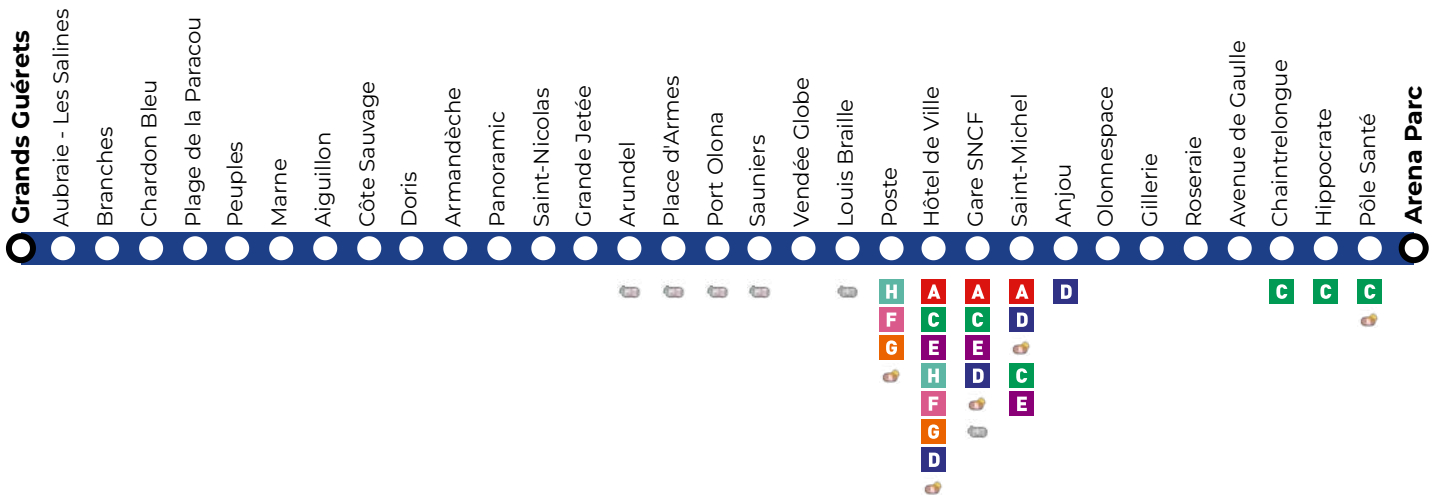 Grands Guérets
Aubraie - Les Salines
Branches
Chardon Bleu
Plage de la Paracou
Peuples
Marne
Aiguillon
Côte Sauvage
Doris
Armandèche
Panoramic
Saint-Nicolas
Grande Jetée
Arundel
Place d'Armes
Port Olona
Sauniers
Vendée Globe
Louis Braille
Poste
Hôtel de Ville
Gare SNCF
Saint-Michel
Anjou
Olonnespace
Gillerie
Roseraie
Avenue de Gaulle
Chaintrelongue
Hippocrate
Pôle Santé
Arena Parc
H A A A D C C C
F C C D
G E E
H D C
F E
G
D